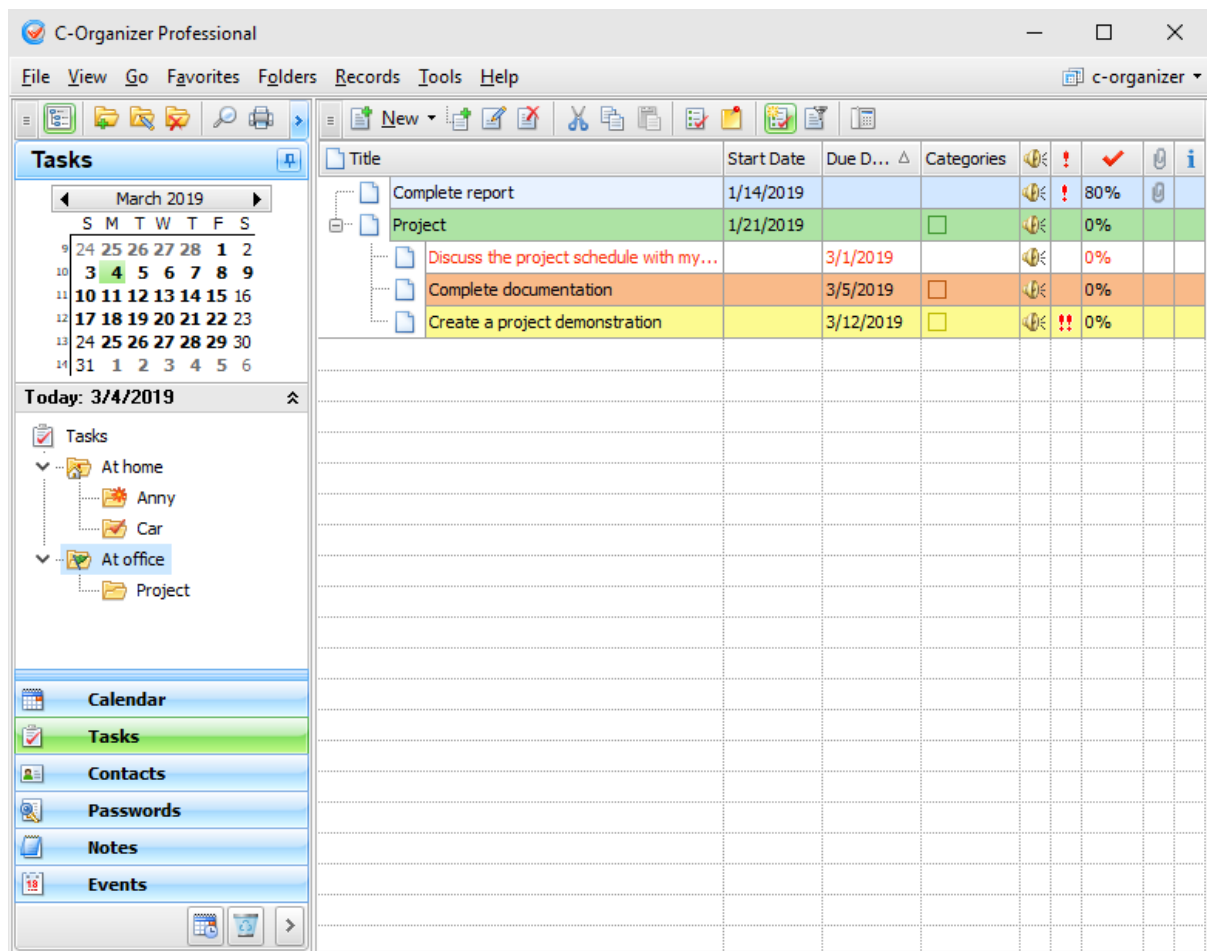 C-Organizer Professional
File View Go Favorites Folders Records Tools Help c-organizer
New
Tasks
March 2019
S M T W T F S
9 24 25 26 27 28 1 2
10 3 4 5 6 7 8 9
11 10 11 12 13 14 15 16
12 17 18 19 20 21 22 23
13 24 25 26 27 28 29 30
14 31 1 2 3 4 5 6
Today: 3/4/2019
Tasks
At home
Anny
Car
At office
Project
Calendar
Tasks
Contacts
Passwords
Notes
18 Events
Title Start Date Due D... Categories ! i
Complete report 1/14/2019 ! 80%
Project 1/21/2019 0%
Discuss the project schedule with my... 3/1/2019 0%
Complete documentation 3/5/2019 0%
Create a project demonstration 3/12/2019 !! 0%